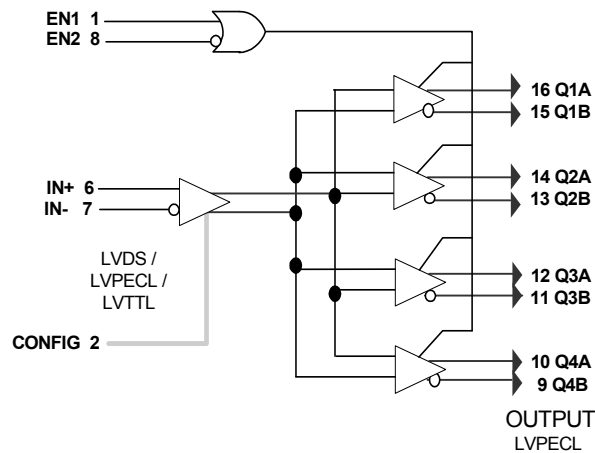 EN1 1
EN2 8
16 Q1A
15 Q1B
14 Q2A
13 Q2B
IN+ 6
IN- 7
LVDS /
LVPECL /
LVTTL
12 Q3A
11 Q3B
CONFIG 2
10 Q4A
9 Q4B
OUTPUT
LVPECL